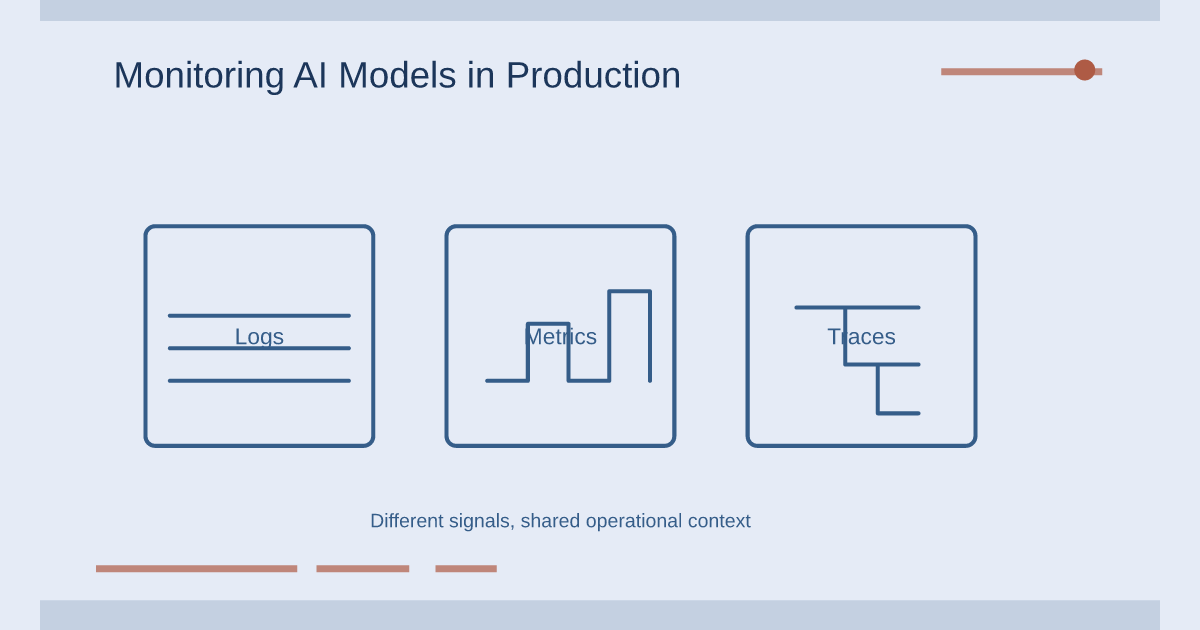 Monitoring AI Models in Production
Logs
Metrics
Traces
Different signals, shared operational context